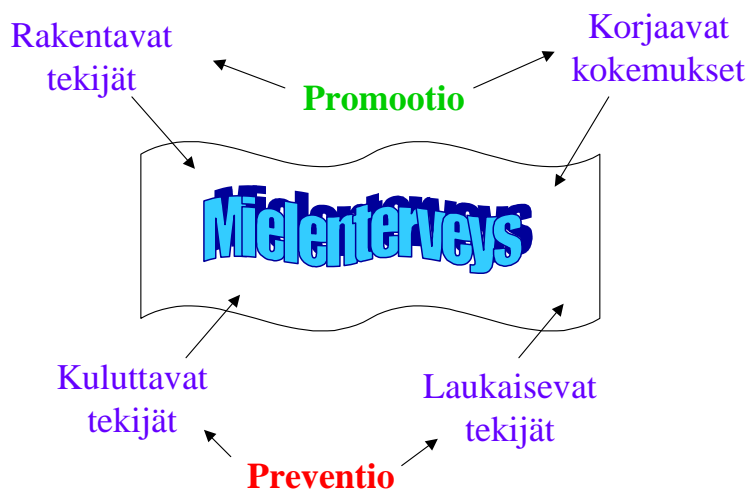 Rakentavat
tekijät
Korjaavat
kokemukset
Promootio
Mielenterveys
Kuluttavat
tekijät
Laukaisevat
tekijät
Preventio